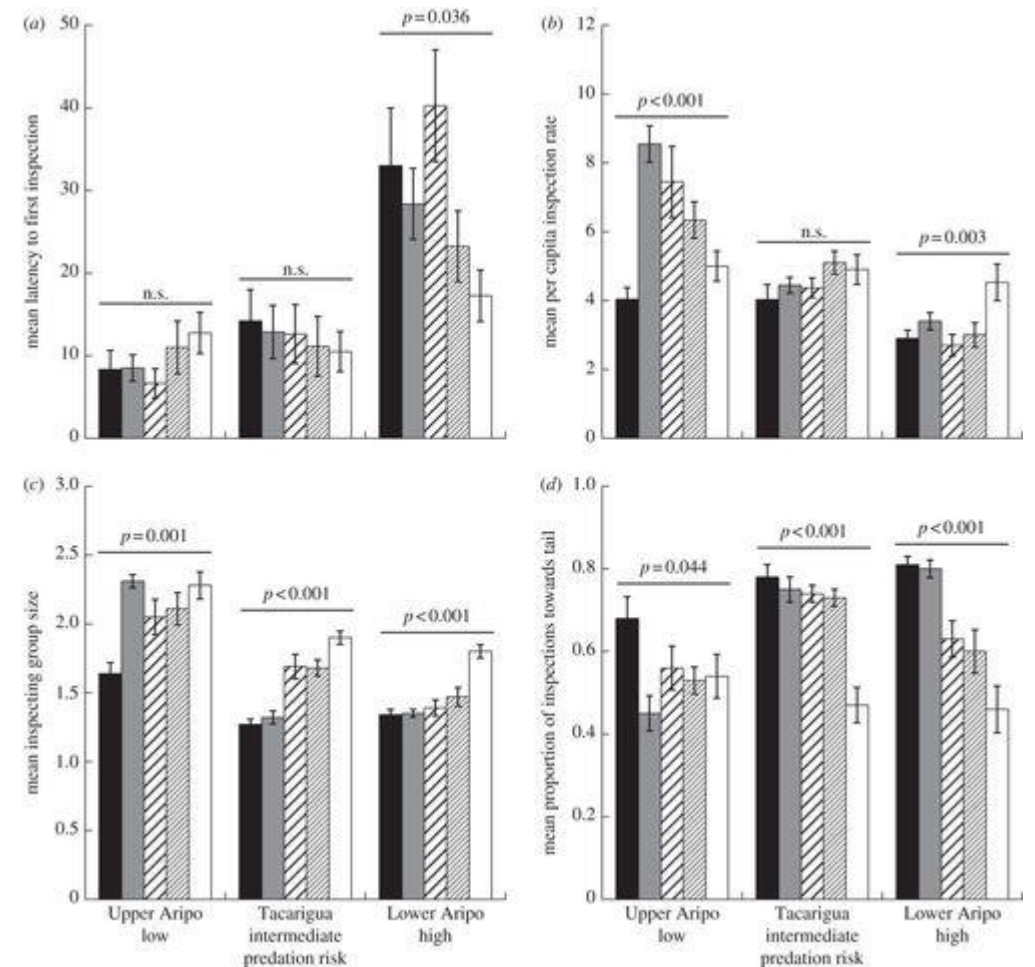 (a)
50
40
30
20
10
0
mean latency to first inspection
n.s.
n.s.
p=0.036
(b)
12
10
8
6
4
2
0
mean per capita inspection rate
p<0.001
n.s.
p=0.003
(c)
3.0
2.5
2.0
1.5
1.0
0.5
0
mean inspecting group size
p=0.001
p<0.001
p<0.001
Upper Aripo
low
Tacarigua
intermediate
predation risk
Lower Aripo
high
(d)
1.0
0.8
0.6
0.4
0.2
0
mean proportion of inspections towards tail
p=0.044
p<0.001
p<0.001
Upper Aripo
low
Tacarigua
intermediate
predation risk
Lower Aripo
high